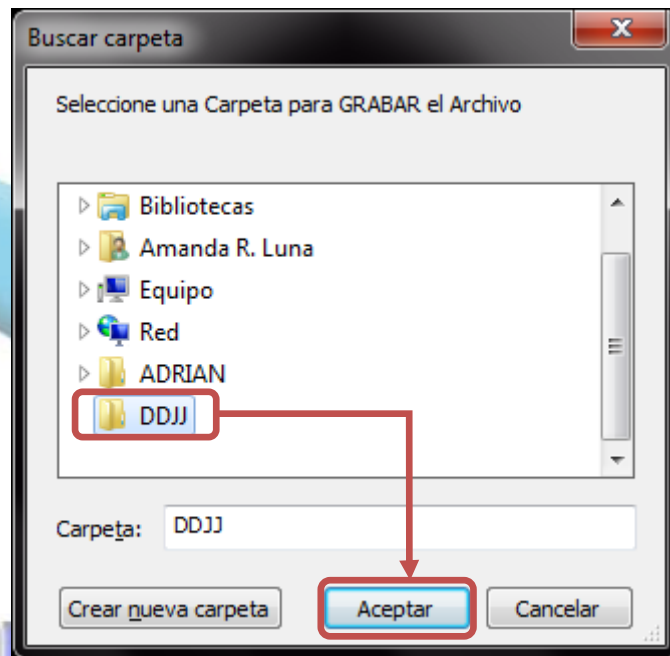 Buscar carpeta
Seleccione una Carpeta para GRABAR el Archivo
Bibliotecas
Amanda R. Luna
Equipo
Red
ADRIAN
DDJJ
Carpeta: DDJJ
Crear nueva carpeta Aceptar Cancelar